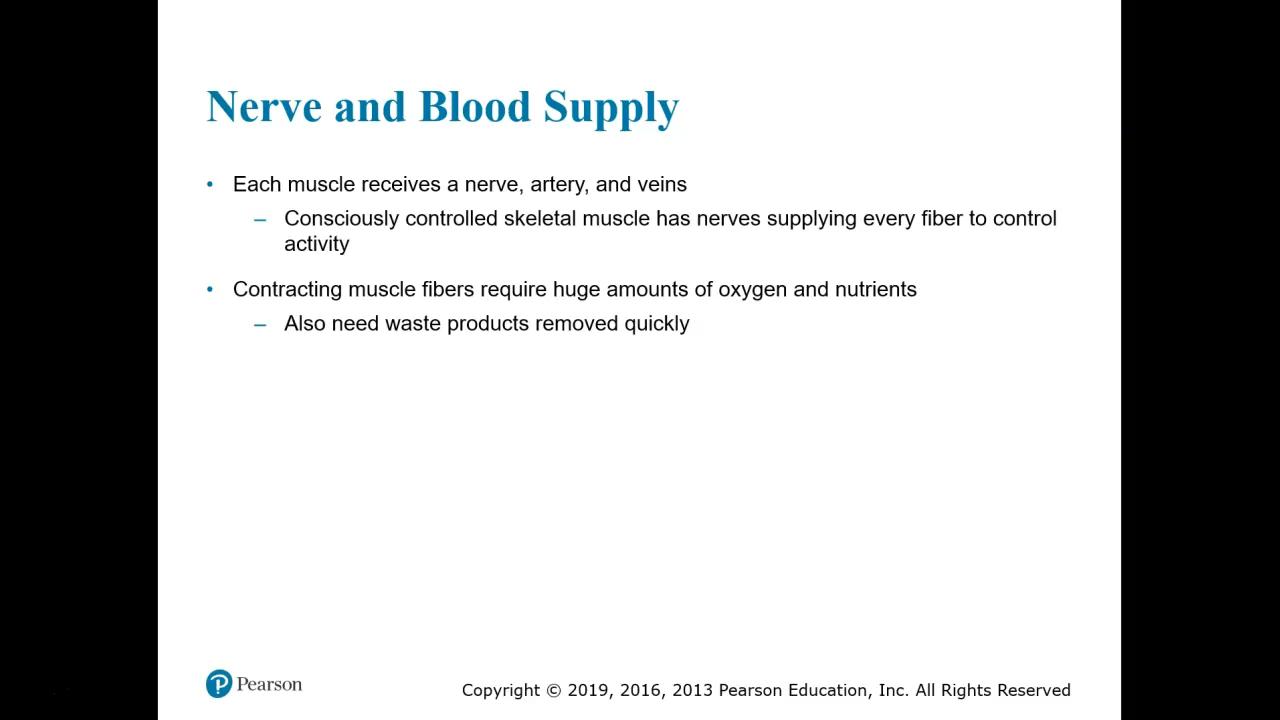 Nerve and Blood Supply
• Each muscle receives a nerve, artery, and veins
– Consciously controlled skeletal muscle has nerves supplying every fiber to control
activity
• Contracting muscle fibers require huge amounts of oxygen and nutrients
– Also need waste products removed quickly
Pearson
Copyright © 2019, 2016, 2013 Pearson Education, Inc. All Rights Reserved